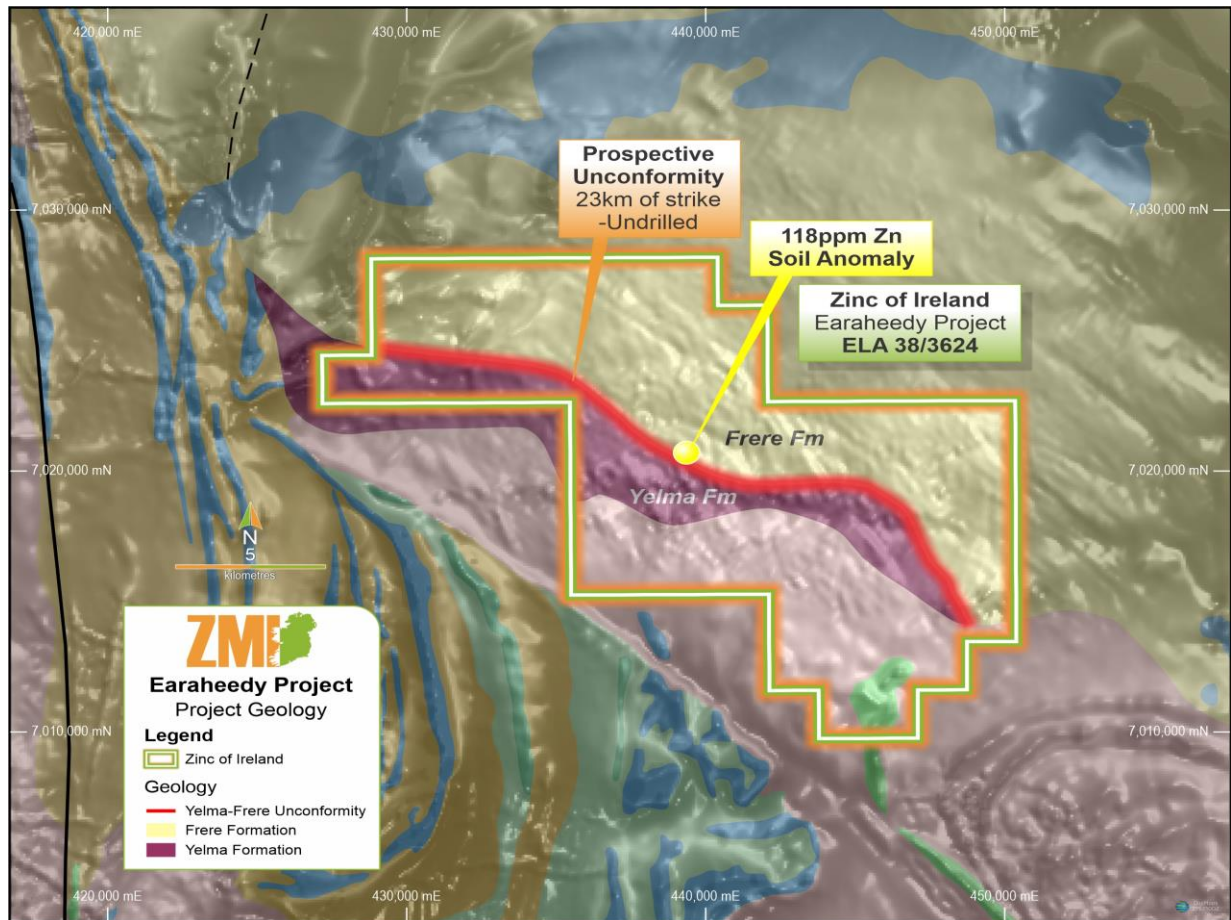 420,000 mE
430,000 mE
440,000 mE
450,000 mE
7,030,000 mN
7,030,000 mN
Prospective
Unconformity
23km of strike
-Undrilled
118ppm Zn
Soil Anomaly
Zinc of Ireland
Earaheedy Project
ELA 38/3624
Frere Fm
7,020,000 mN
7,020,000 mN
Yelma Fm
N
5
kilometres
ZMI
Earaheedy Project
Project Geology
Legend
Zinc of Ireland
Geology
Yelma-Frere Unconformity
Frere Formation
Yelma Formation
7,010,000 mN
7,010,000 mN
420,000 mE
430,000 mE
440,000 mE
450,000 mE